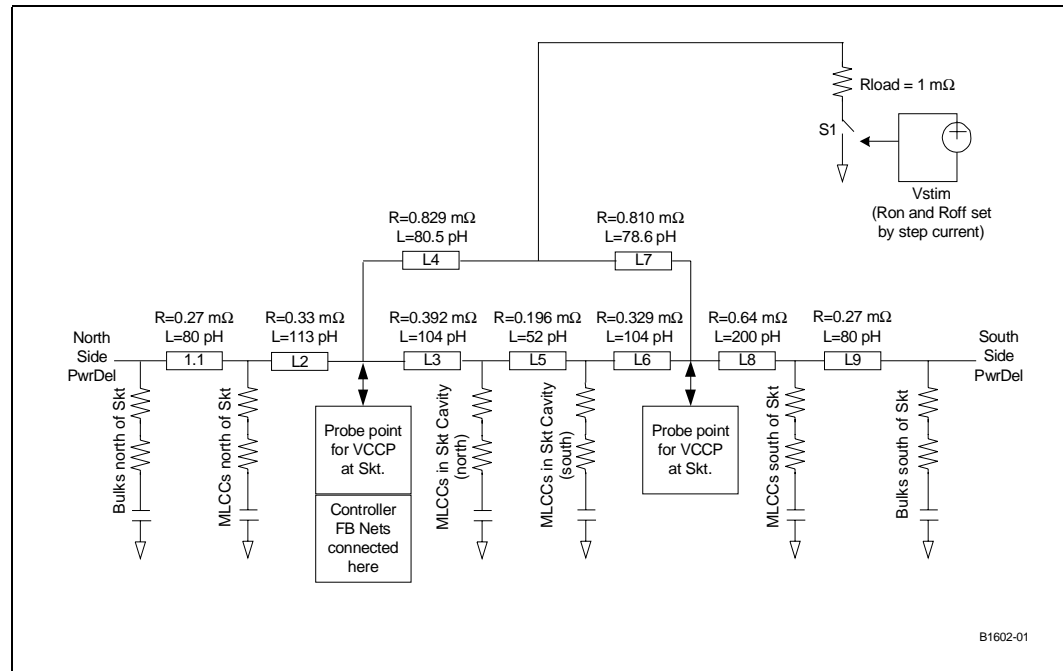 Rload = 1 mΩ
S1
Vstim
(Ron and Roff set
by step current)
R=0.829 mΩ
L=80.5 pH
L4
R=0.810 mΩ
L=78.6 pH
L7
North
Side
PwrDel
R=0.27 mΩ
L=80 pH
1.1
R=0.33 mΩ
L=113 pH
L2
R=0.392 mΩ
L=104 pH
L3
R=0.196 mΩ
L=52 pH
L5
R=0.329 mΩ
L=104 pH
L6
R=0.64 mΩ
L=200 pH
L8
R=0.27 mΩ
L=80 pH
L9
South
Side
PwrDel
Bulks north of Skt
MLCCs north of Skt
Probe point
for VCCP
at Skt.
Controller
FB Nets
connected
here
MLCCs in Skt Cavity
(north)
MLCCs in Skt Cavity
(south)
Probe point
for VCCP
at Skt.
MLCCs south of Skt
Bulks south of Skt
B1602-01